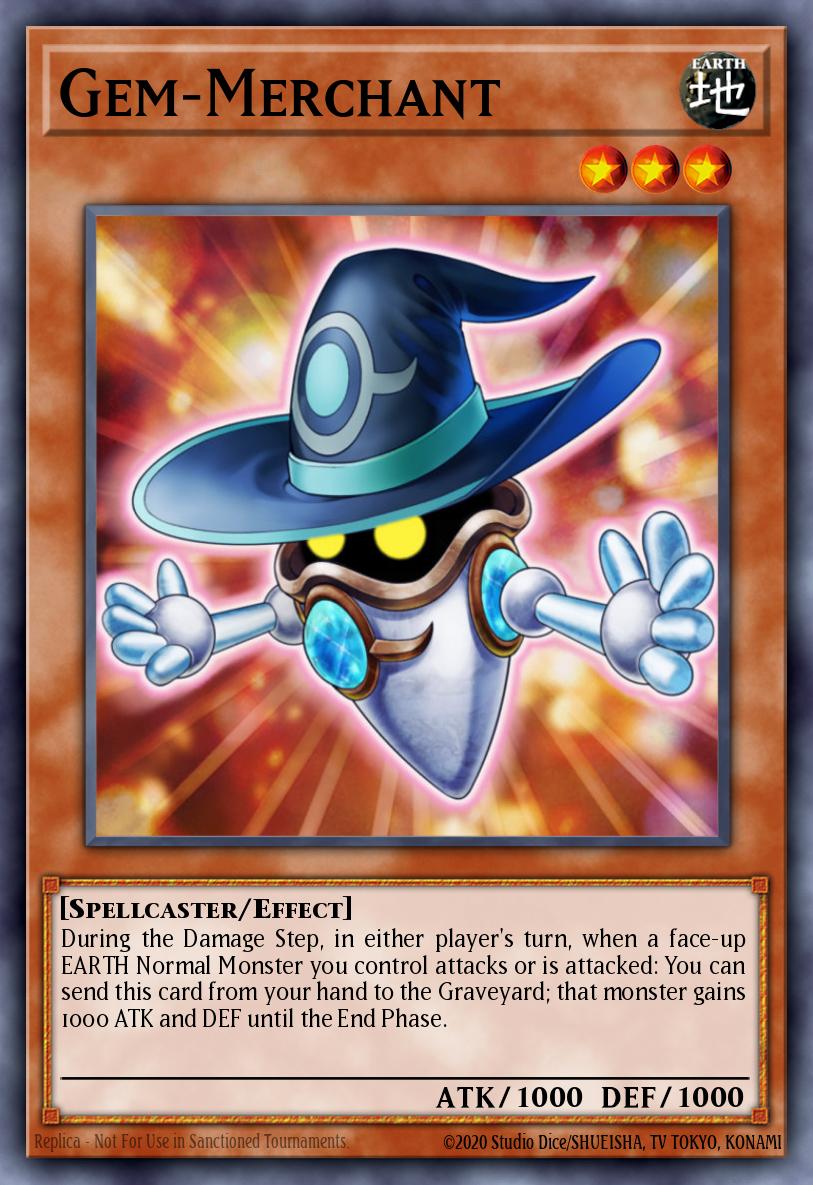 Gem-Merchant
EARTH
地
[Spellcaster/Effect]
During the Damage Step, in either player's turn, when a face-up
EARTH Normal Monster you control attacks or is attacked: You can
send this card from your hand to the Graveyard; that monster gains
1000 ATK and DEF until the End Phase.
ATK/1000 DEF/1000
Replica - Not For Use in Sanctioned Tournaments.
©2020 Studio Dice/SHUEISHA, TV TOKYO, KONAMI